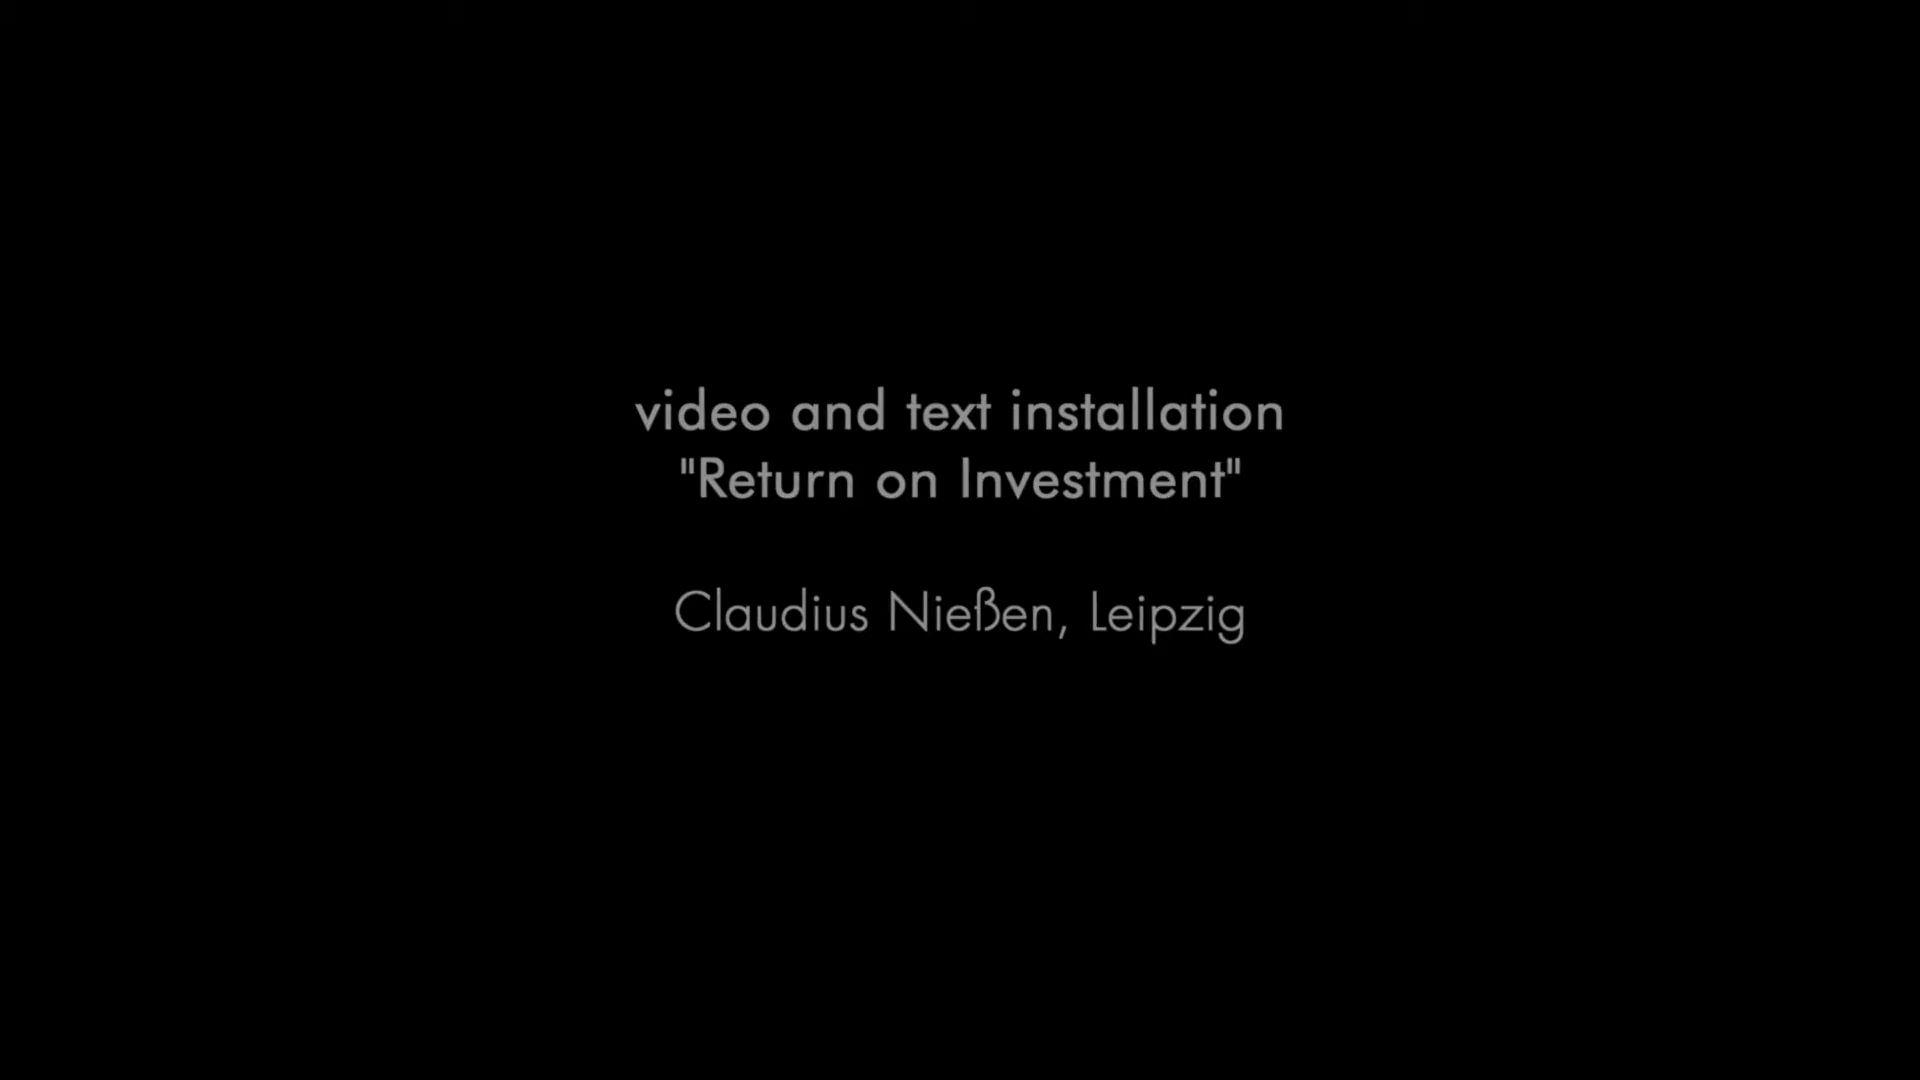 video and text installation
"Return on Investment"
Claudius Nießen, Leipzig